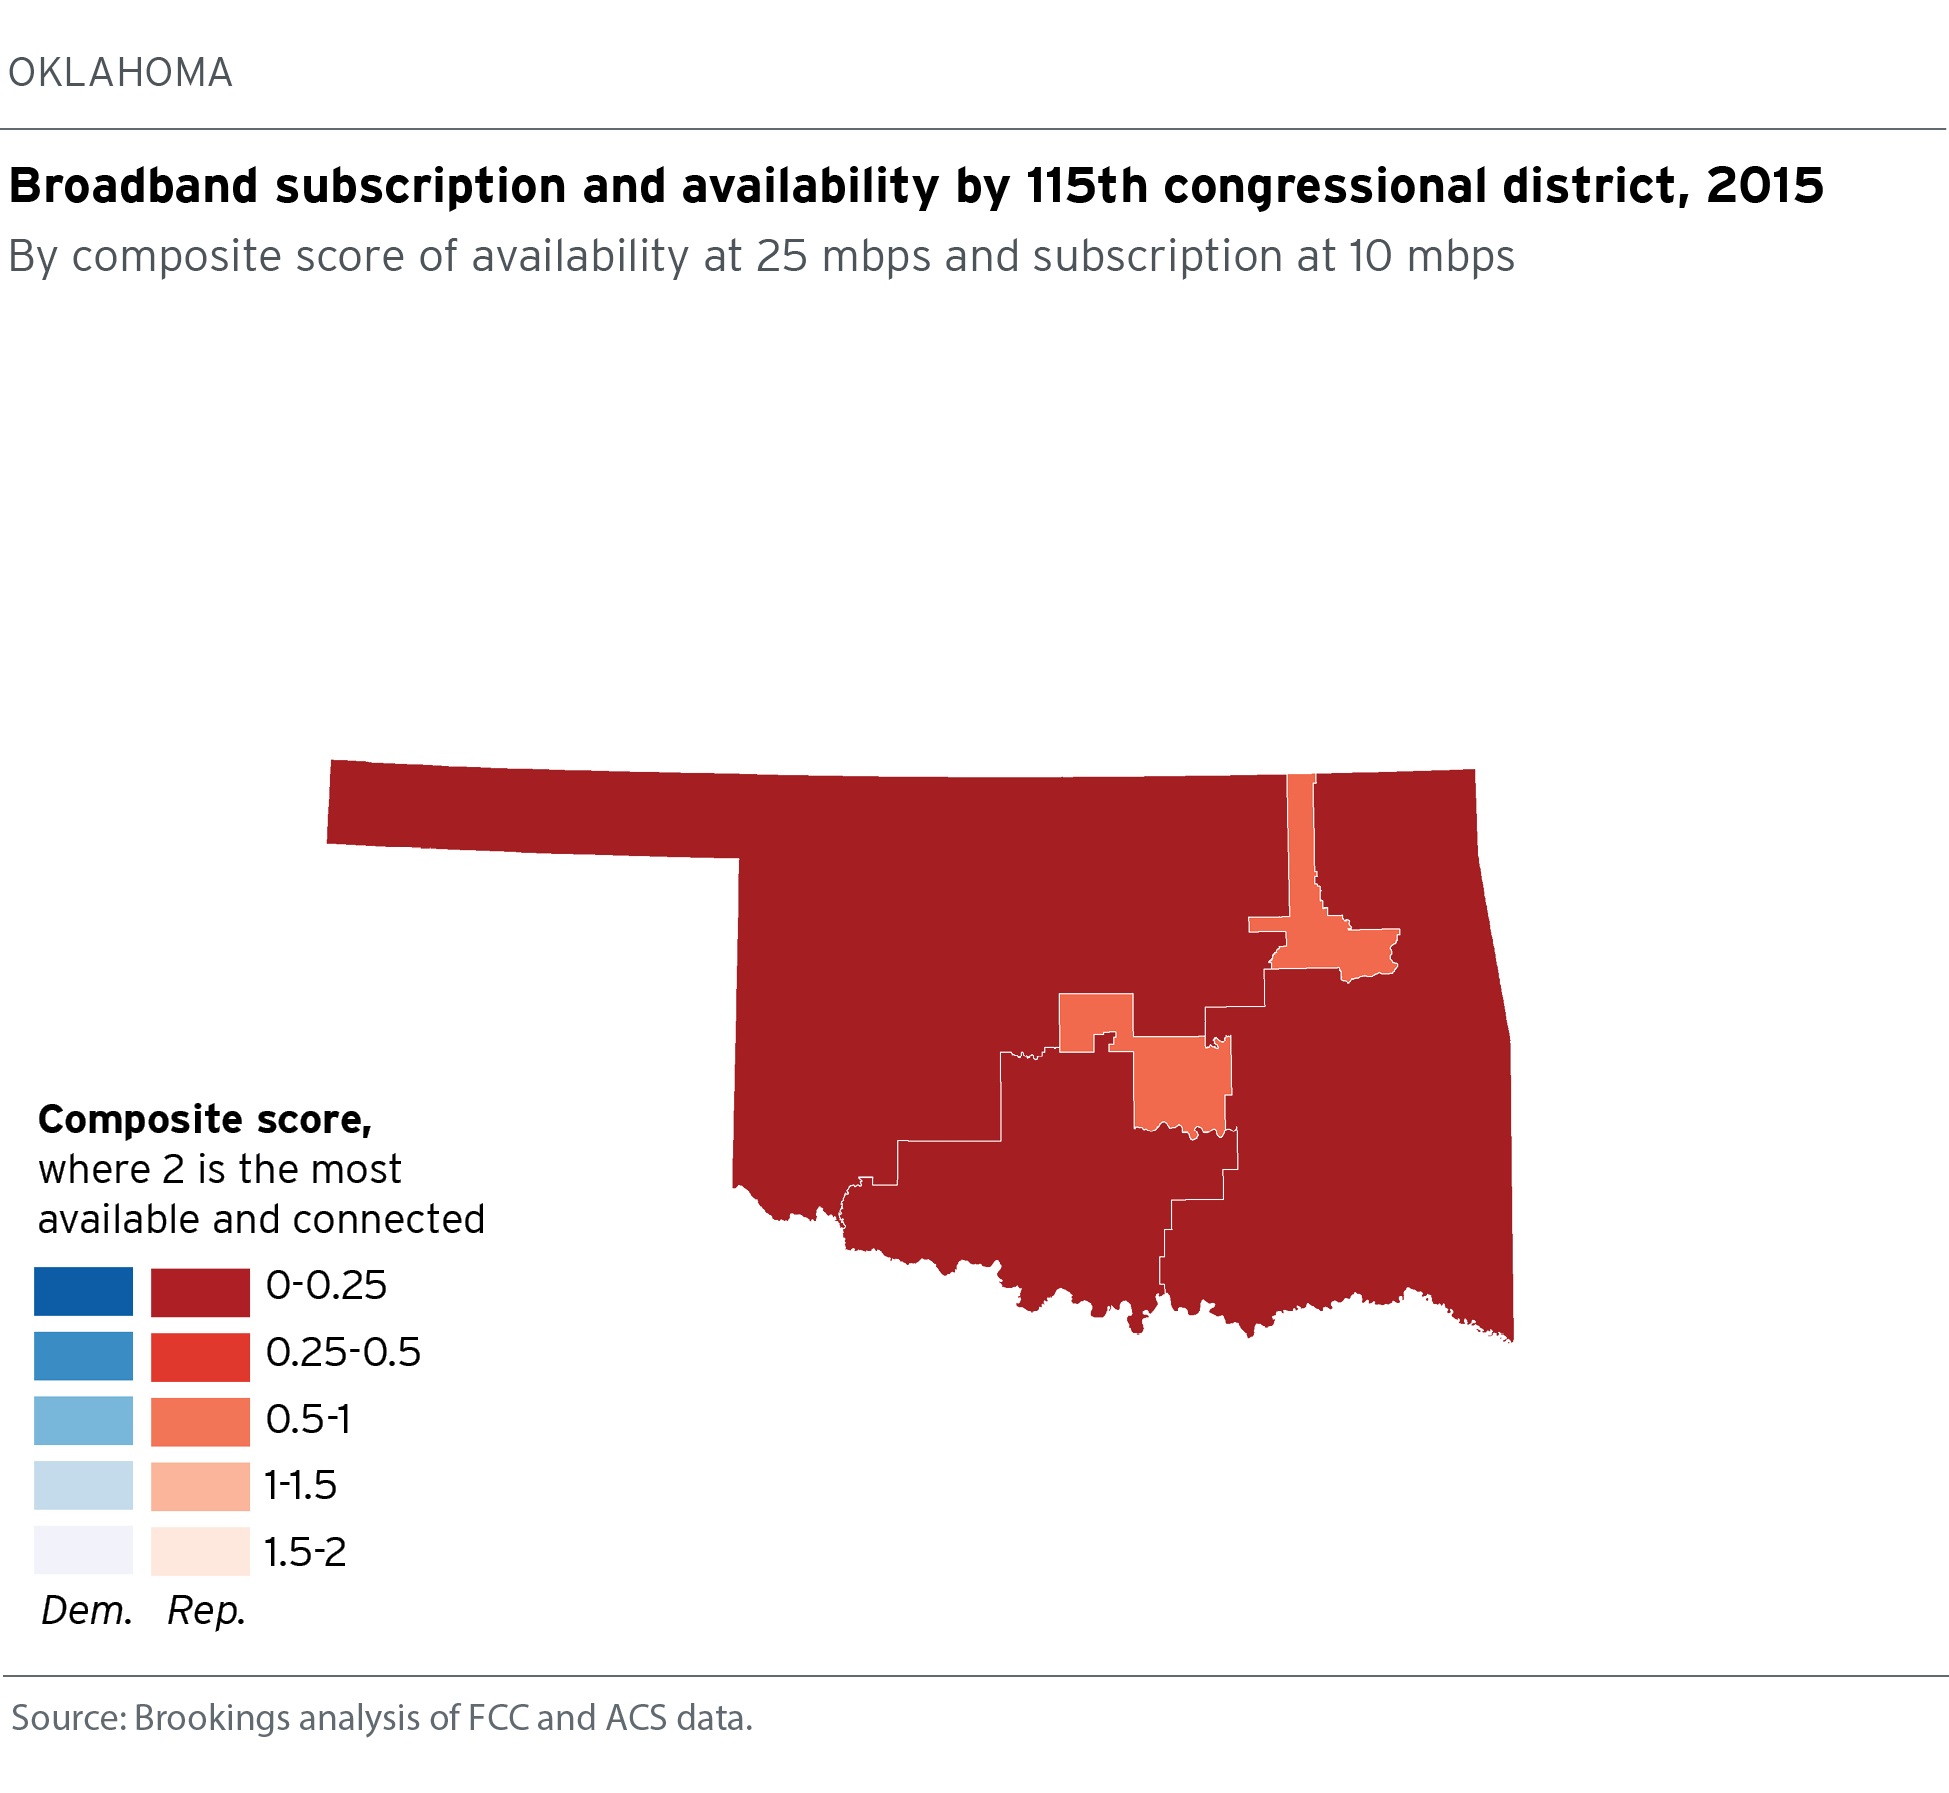 OKLAHOMA
Broadband subscription and availability by 115th congressional district, 2015
By composite score of availability at 25 mbps and subscription at 10 mbps
Composite score,
where 2 is the most
available and connected
0-0.25
0.25-0.5
0.5-1
1-1.5
1.5-2
Dem. Rep.
Source: Brookings analysis of FCC and ACS data.